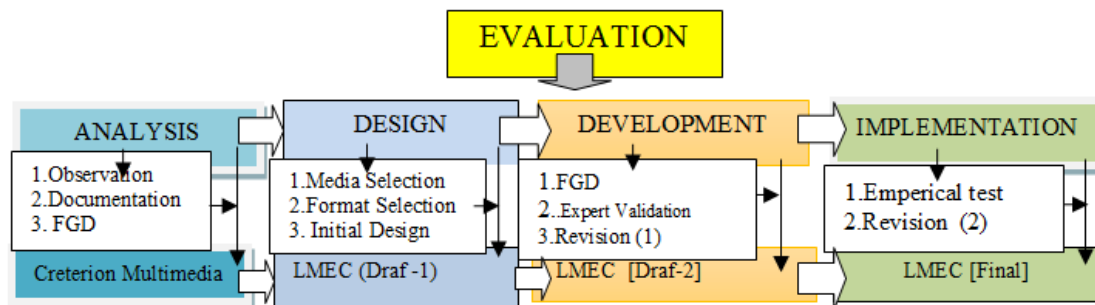 EVALUATION
ANALYSIS
1.Observation
2.Documentation
3. FGD
Creterion Multimedia
DESIGN
1.Media Selection
2.Format Selection
3. Initial Design
LMEC (Draf -1)
DEVELOPMENT
1.FGD
2..Expert Validation
3.Revision (1)
LMEC [Draf-2]
IMPLEMENTATION
1.Emperical test
2.Revision (2)
LMEC [Final]